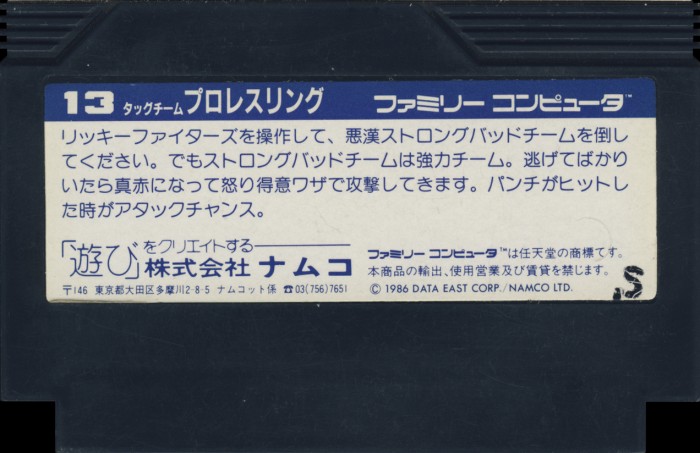 13 タッグチーム プロレスリング ファミリー コンピュータ™
リッキーファイターズを操作して、悪漢ストロングバッドチームを倒し
てください。でもストロングバッドチームは強力チーム。逃げてばかり
いたら真赤になって怒り得意ワザで攻撃してきます。パンチがヒットし
た時がアタックチャンス。
「遊び」をクリエイトする
株式会社 ナムコ
〒146 東京都大田区多摩川2-8-5 ナムコット係 ☎03(756)7651
ファミリー コンピュータ™は任天堂の商標です。
本商品の輸出、使用営業及び賃貸を禁じます。
© 1986 DATA EAST CORP./NAMCO LTD.
S